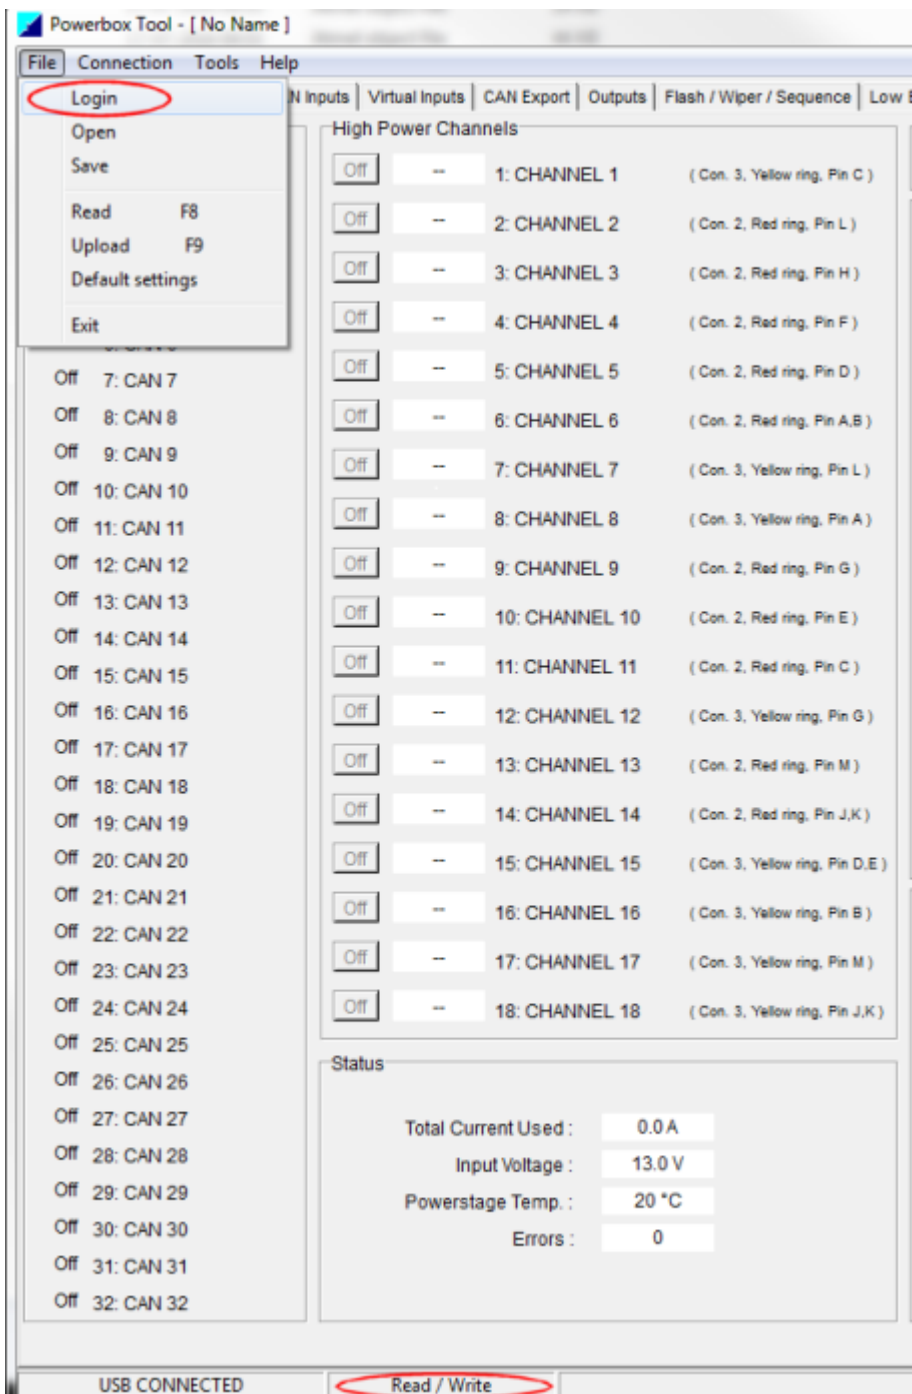 Powerbox Tool - [ No Name ]
File Connection Tools Help
Login
Open
Save
Read F8
Upload F9
Default settings
Exit
N Inputs Virtual Inputs CAN Export Outputs Flash / Wiper / Sequence Low
Off 7: CAN 7
Off 8: CAN 8
Off 9: CAN 9
Off 10: CAN 10
Off 11: CAN 11
Off 12: CAN 12
Off 13: CAN 13
Off 14: CAN 14
Off 15: CAN 15
Off 16: CAN 16
Off 17: CAN 17
Off 18: CAN 18
Off 19: CAN 19
Off 20: CAN 20
Off 21: CAN 21
Off 22: CAN 22
Off 23: CAN 23
Off 24: CAN 24
Off 25: CAN 25
Off 26: CAN 26
Off 27: CAN 27
Off 28: CAN 28
Off 29: CAN 29
Off 30: CAN 30
Off 31: CAN 31
Off 32: CAN 32
High Power Channels
Off -- 1: CHANNEL 1 ( Con. 3, Yellow ring, Pin C )
Off -- 2: CHANNEL 2 ( Con. 2, Red ring, Pin L )
Off -- 3: CHANNEL 3 ( Con. 2, Red ring, Pin H )
Off -- 4: CHANNEL 4 ( Con. 2, Red ring, Pin F )
Off -- 5: CHANNEL 5 ( Con. 2, Red ring, Pin D )
Off -- 6: CHANNEL 6 ( Con. 2, Red ring, Pin A,B )
Off -- 7: CHANNEL 7 ( Con. 3, Yellow ring, Pin L )
Off -- 8: CHANNEL 8 ( Con. 3, Yellow ring, Pin A )
Off -- 9: CHANNEL 9 ( Con. 2, Red ring, Pin G )
Off -- 10: CHANNEL 10 ( Con. 2, Red ring, Pin E )
Off -- 11: CHANNEL 11 ( Con. 2, Red ring, Pin C )
Off -- 12: CHANNEL 12 ( Con. 3, Yellow ring, Pin G )
Off -- 13: CHANNEL 13 ( Con. 2, Red ring, Pin M )
Off -- 14: CHANNEL 14 ( Con. 2, Red ring, Pin J,K )
Off -- 15: CHANNEL 15 ( Con. 3, Yellow ring, Pin D,E )
Off -- 16: CHANNEL 16 ( Con. 3, Yellow ring, Pin B )
Off -- 17: CHANNEL 17 ( Con. 3, Yellow ring, Pin M )
Off -- 18: CHANNEL 18 ( Con. 3, Yellow ring, Pin J,K )
Status
Total Current Used : 0.0 A
Input Voltage : 13.0 V
Powerstage Temp. : 20 °C
Errors : 0
USB CONNECTED Read / Write